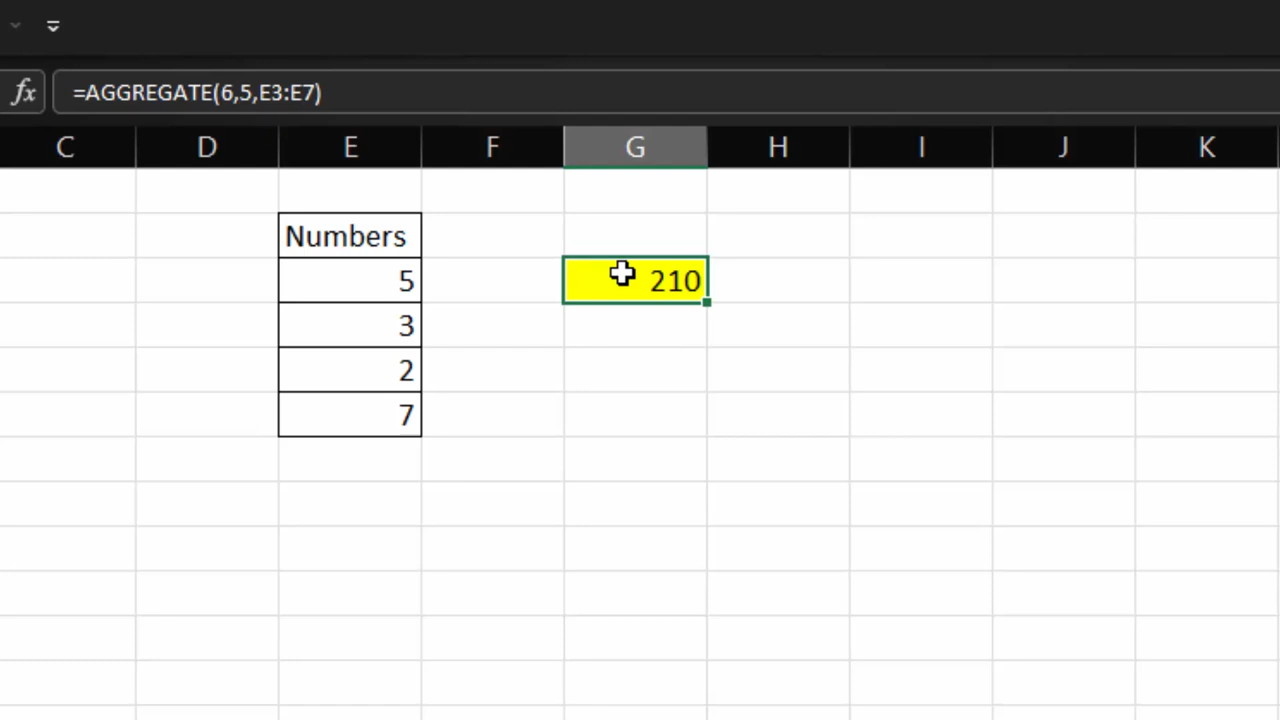 fx =AGGREGATE(6,5,E3:E7)
C D E F G H I J K
Numbers
5 210
3
2
7